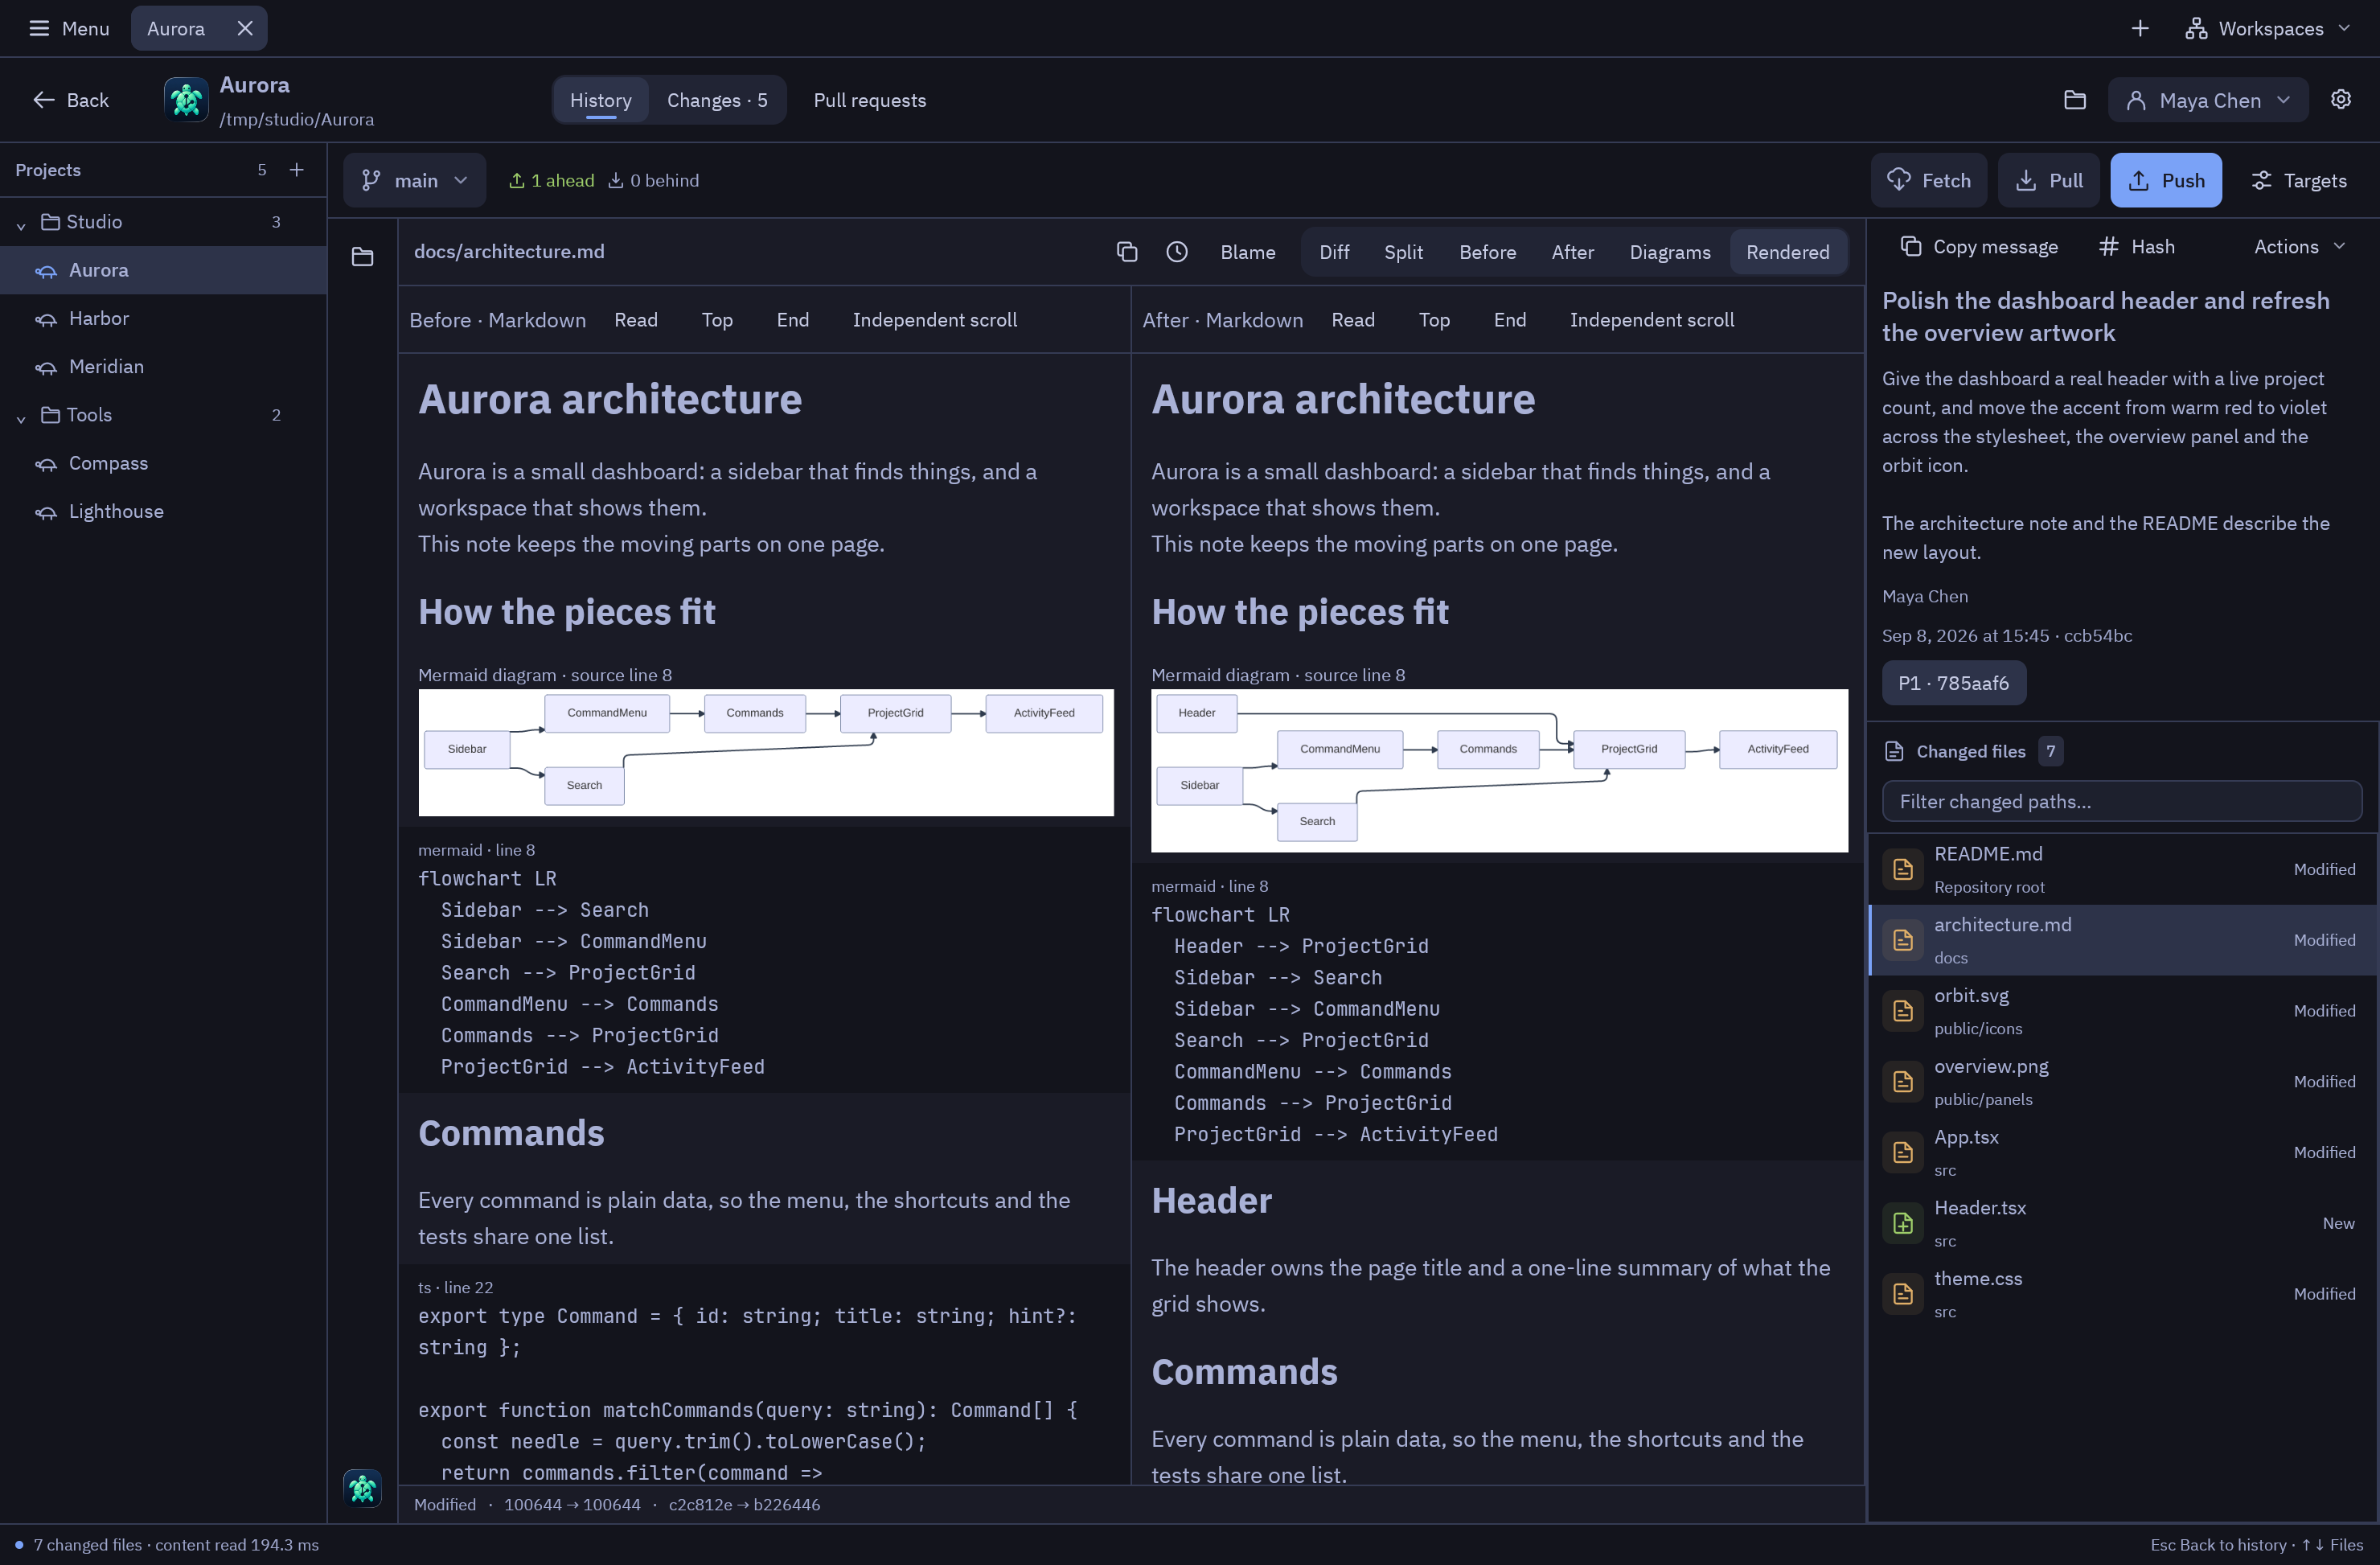 Menu
Aurora
Workspaces
Back
Aurora
/tmp/studio/Aurora
History
Changes · 5
Pull requests
Maya Chen
Projects
5
Studio
3
Aurora
Harbor
Meridian
Tools
2
Compass
Lighthouse
main
1 ahead
0 behind
Fetch
Pull
Push
Targets
docs/architecture.md
Blame
Diff
Split
Before
After
Diagrams
Rendered
Before · Markdown
Read
Top
End
Independent scroll
Aurora architecture
Aurora is a small dashboard: a sidebar that finds things, and a
workspace that shows them.
This note keeps the moving parts on one page.
How the pieces fit
Mermaid diagram · source line 8
CommandMenu
Commands
ProjectGrid
ActivityFeed
Sidebar
Search
mermaid · line 8
flowchart LR
  Sidebar --> Search
  Sidebar --> CommandMenu
  Search --> ProjectGrid
  CommandMenu --> Commands
  Commands --> ProjectGrid
  ProjectGrid --> ActivityFeed
Commands
Every command is plain data, so the menu, the shortcuts and the
tests share one list.
ts · line 22
export type Command = { id: string; title: string; hint?:
string };
export function matchCommands(query: string): Command[] {
  const needle = query.trim().toLowerCase();
  return commands.filter(command =>
After · Markdown
Read
Top
End
Independent scroll
Aurora architecture
Aurora is a small dashboard: a sidebar that finds things, and a
workspace that shows them.
This note keeps the moving parts on one page.
How the pieces fit
Mermaid diagram · source line 8
Header
CommandMenu
Commands
ProjectGrid
ActivityFeed
Sidebar
Search
mermaid · line 8
flowchart LR
  Header --> ProjectGrid
  Sidebar --> Search
  Sidebar --> CommandMenu
  Search --> ProjectGrid
  CommandMenu --> Commands
  Commands --> ProjectGrid
  ProjectGrid --> ActivityFeed
Header
The header owns the page title and a one-line summary of what the
grid shows.
Commands
Every command is plain data, so the menu, the shortcuts and the
tests share one list.
Modified · 100644 → 100644 · c2c812e → b226446
Copy message
Hash
Actions
Polish the dashboard header and refresh
the overview artwork
Give the dashboard a real header with a live project
count, and move the accent from warm red to violet
across the stylesheet, the overview panel and the
orbit icon.
The architecture note and the README describe the
new layout.
Maya Chen
Sep 8, 2026 at 15:45 · ccb54bc
P1 · 785aaf6
Changed files
7
Filter changed paths...
README.md
Repository root
Modified
architecture.md
docs
Modified
orbit.svg
public/icons
Modified
overview.png
public/panels
Modified
App.tsx
src
Modified
Header.tsx
src
New
theme.css
src
Modified
7 changed files · content read 194.3 ms
Esc Back to history · ↑↓ Files